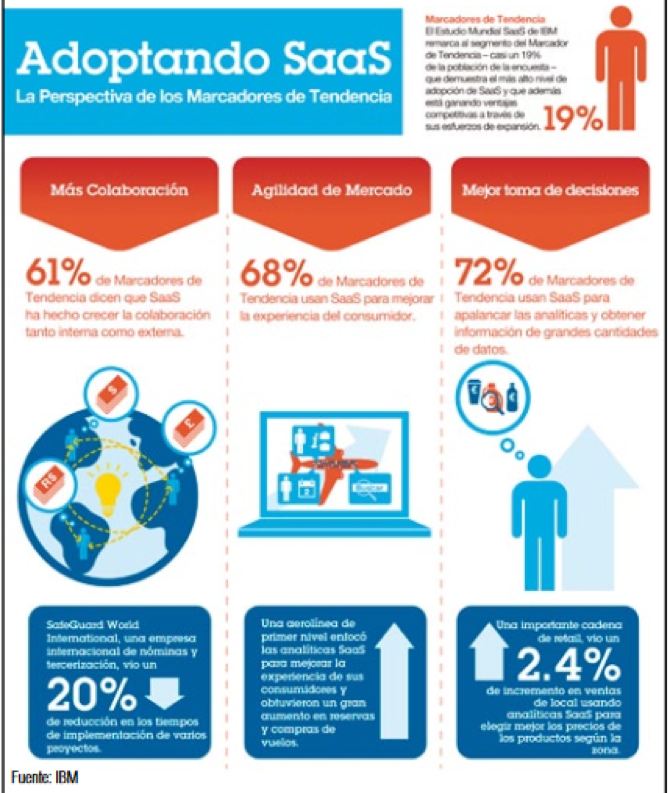 Adoptando SaaS
La Perspectiva de los Marcadores de Tendencia
Marcadores de Tendencia
El Estudio Mundial SaaS de IBM
remarca al segmento del Marcador
de Tendencia – casi un 19%
de la población de la encuesta –
que demuestra el más alto nivel de
adopción de SaaS y que además
está ganando ventajas
competitivas a través de
sus esfuerzos de expansión.
19%
Más Colaboración
61% de Marcadores de
Tendencia dicen que SaaS
ha hecho crecer la colaboración
tanto interna como externa.
$
£
R$
SafeGuard World
International, una empresa
internacional de nóminas y
tercerización, vio un
20%
de reducción en los tiempos
de implementación de varios
proyectos.
Agilidad de Mercado
68% de Marcadores de
Tendencia usan SaaS para mejorar
la experiencia del consumidor.
2
Buscar
Una aerolínea de
primer nivel enfocó
las analíticas SaaS
para mejorar la
experiencia de sus
consumidores y
obtuvieron un gran
aumento en reservas
y compras de
vuelos.
Mejor toma de decisiones
72% de Marcadores de
Tendencia usan SaaS para
apalancar las analíticas y obtener
información de grandes cantidades
de datos.
€ € €
Una importante cadena
de retail, vio un
2.4%
de incremento en ventas
de local usando
analíticas SaaS para
elegir mejor los precios de
los productos según la
zona.
Fuente: IBM